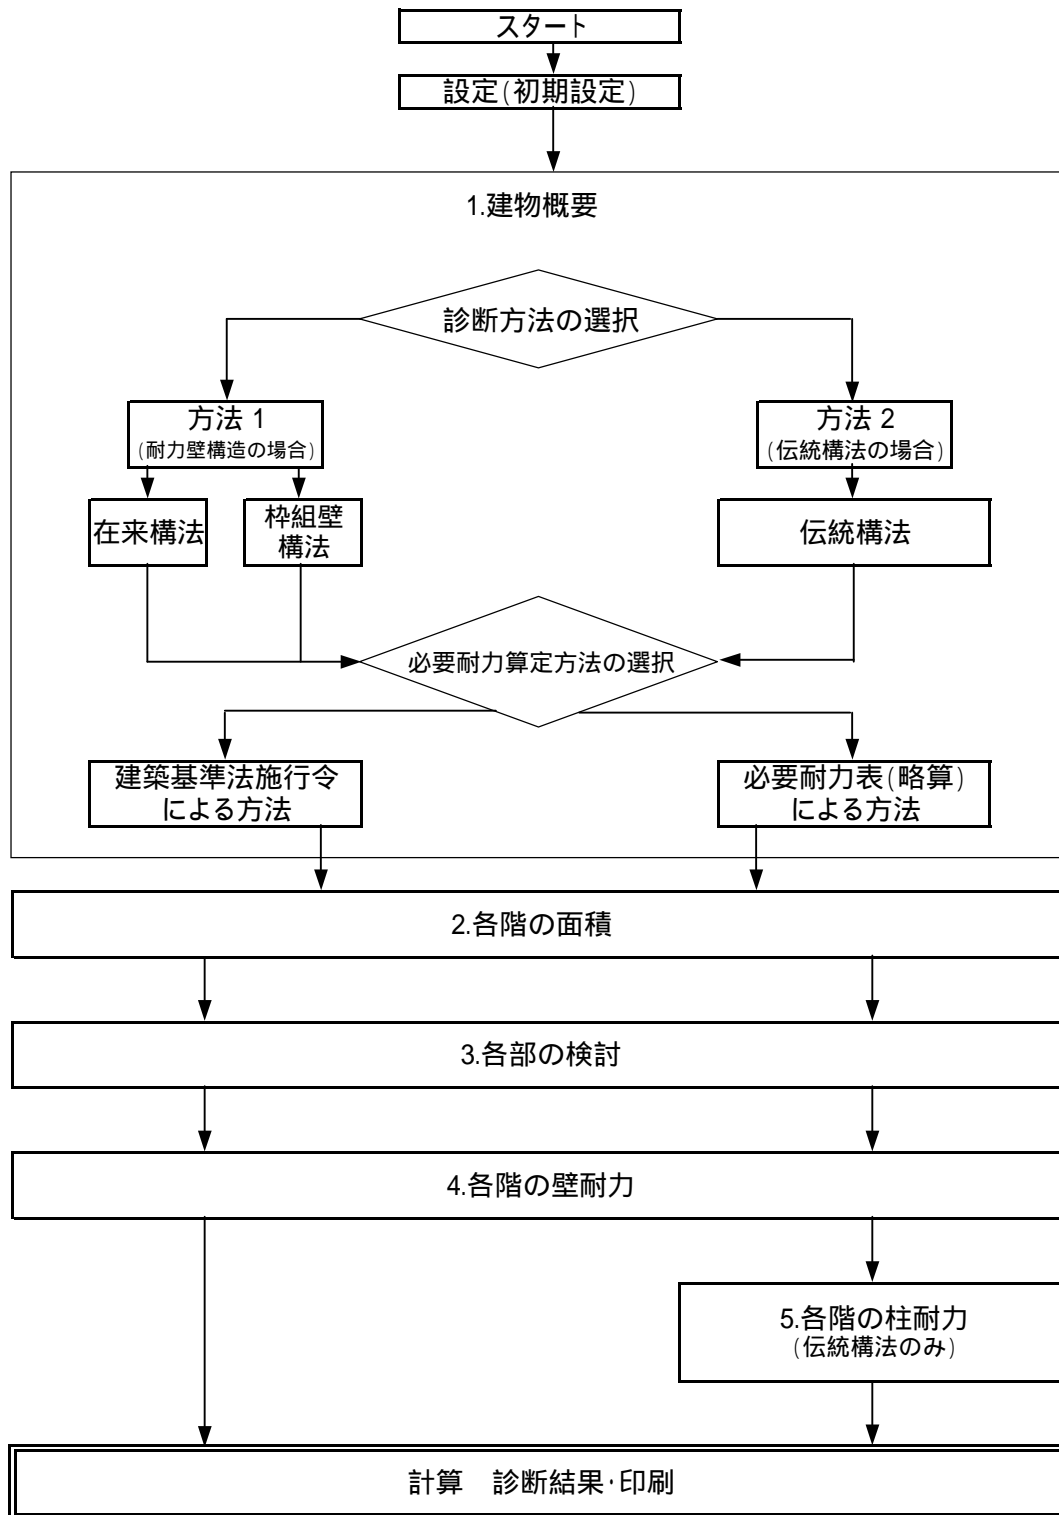 スタート
設定(初期設定)
1.建物概要
診断方法の選択
方法 1
(耐力壁構造の場合)
方法 2
(伝統構法の場合)
在来構法
枠組壁
構法
伝統構法
必要耐力算定方法の選択
建築基準法施行令
による方法
必要耐力表(略算)
による方法
2.各階の面積
3.各部の検討
4.各階の壁耐力
5.各階の柱耐力
(伝統構法のみ)
計算　診断結果・印刷